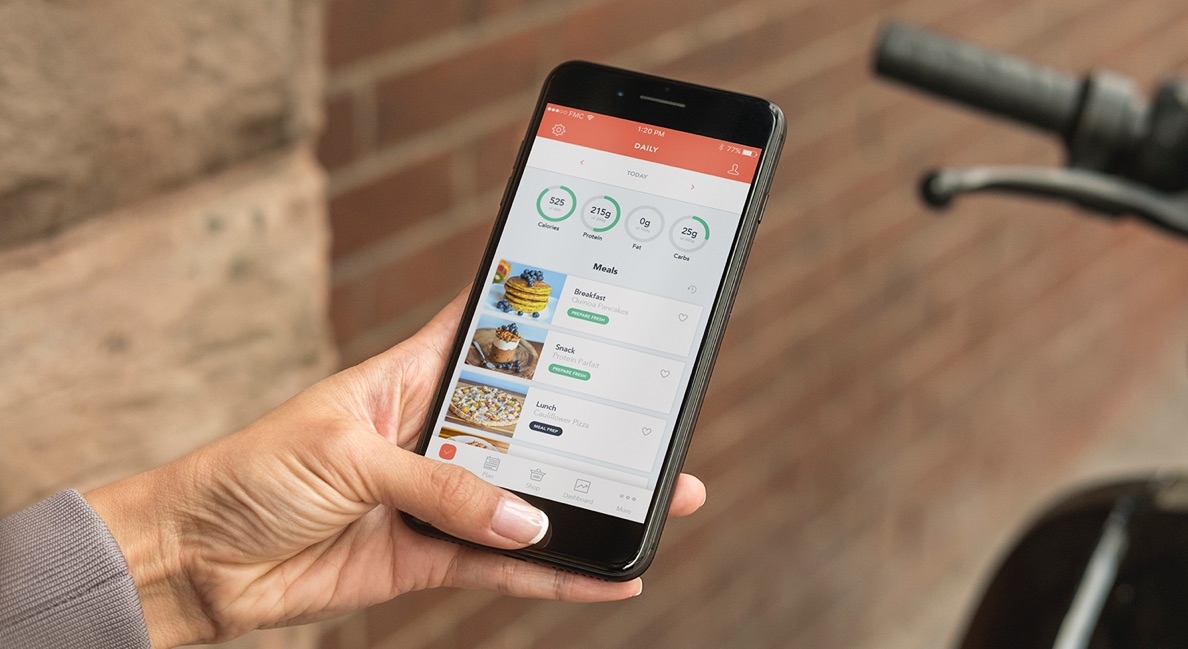 FMC
1:20 PM
77%
DAILY
TODAY
525
Calories
215g
Protein
0g
Fat
25g
Carbs
Meals
Breakfast
Quinoa Pancakes
PREPARE FRESH
Snack
Protein Parfait
PREPARE FRESH
Lunch
Cauliflower Pizza
MEAL PREP
Plan
Shop
Dashboard
More